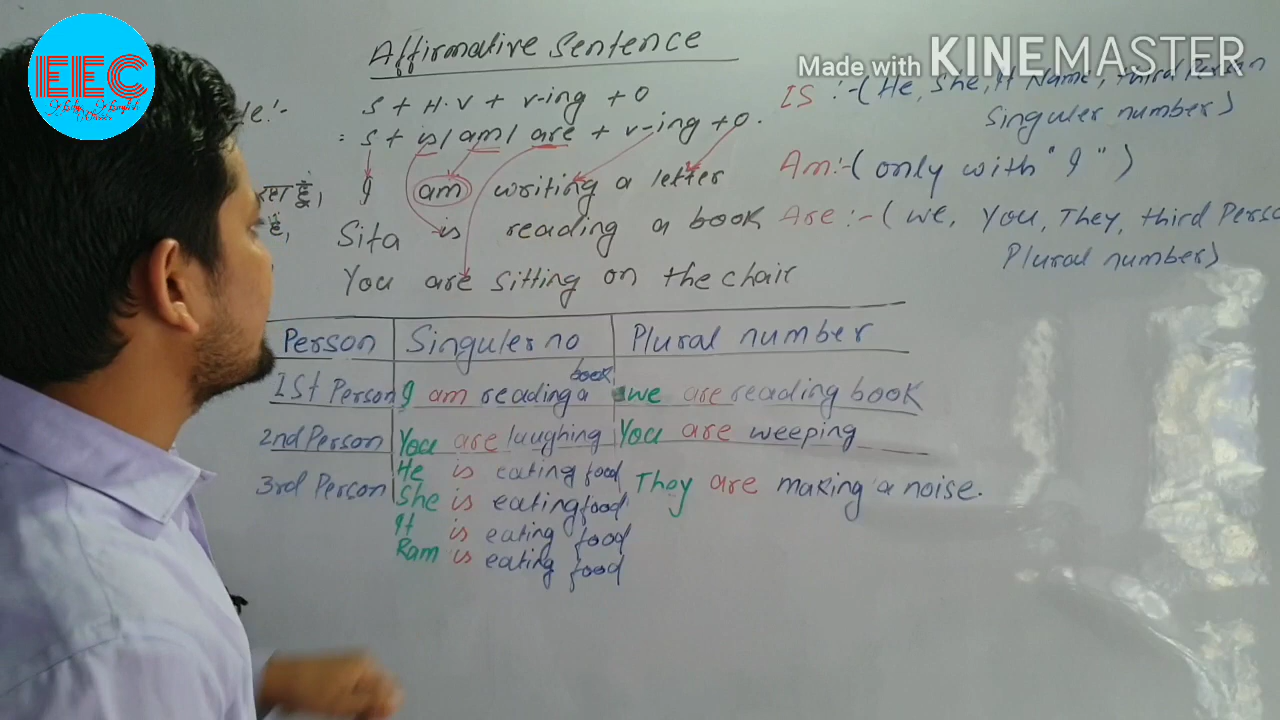 EEC
Made with KINEMASTER
Affirmative Sentence
S + H.V + v-ing + O
= S + is/am/are + v-ing + O.
I am writing a letter
Sita is reading a book
You are sitting on the chair
IS :- (He, She, It Name, third Person
Singuler number)
Am :- ( only with "I" )
Are :- ( We, You, They, third Perso
Plural number)
Person Singuler no Plural number
1st Person I am reading a book we are reading book
2nd Person You are laughing You are weeping
3rd Person He is eating food They are making a noise.
She is eating food
It is eating food
Ram is eating food